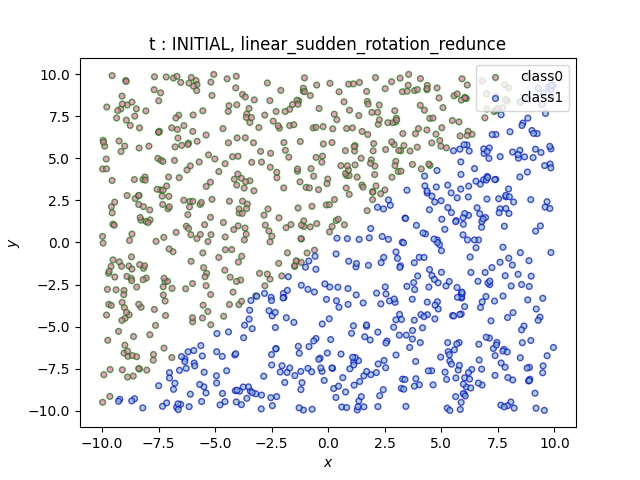 t : INITIAL, linear_sudden_rotation_redunce
class0
class1
10.0
7.5
5.0
2.5
0.0
−2.5
−5.0
−7.5
−10.0
y
−10.0 −7.5 −5.0 −2.5 0.0 2.5 5.0 7.5 10.0
x